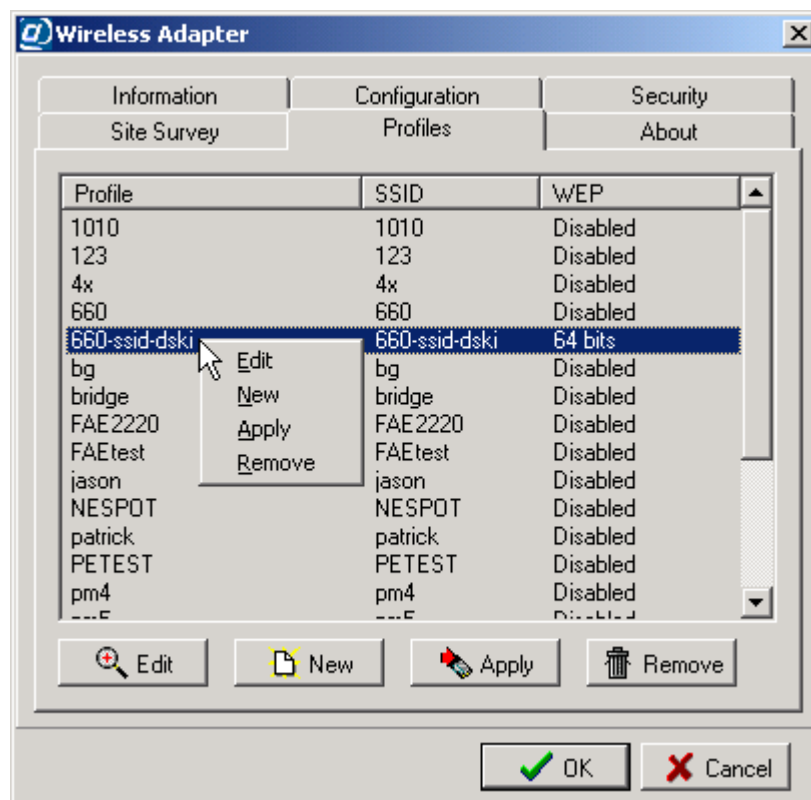 Wireless Adapter
Information Configuration Security
Site Survey Profiles About
Profile SSID WEP
1010 1010 Disabled
123 123 Disabled
4x 4x Disabled
660 660 Disabled
660-ssid-dski 660-ssid-dski 64 bits
bg bg Disabled
bridge bridge Disabled
FAE2220 FAE2220 Disabled
FAEtest FAEtest Disabled
jason jason Disabled
NESPOT NESPOT Disabled
patrick patrick Disabled
PETEST PETEST Disabled
pm4 pm4 Disabled
Edit
New
Apply
Remove
Edit New Apply Remove
OK Cancel